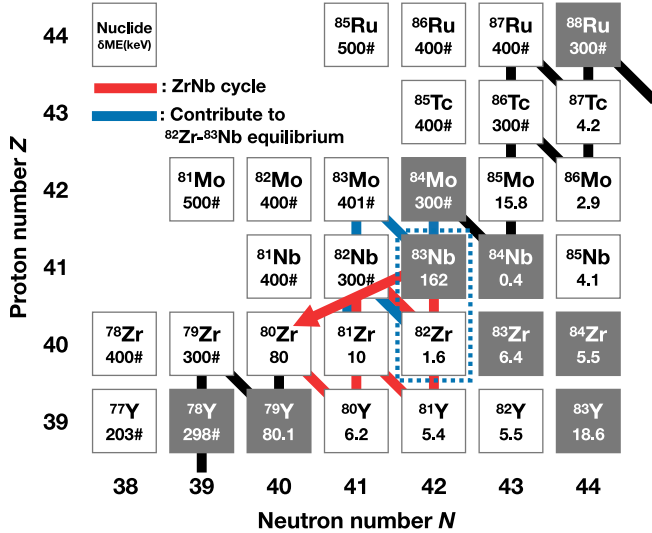 44
Nuclide
δME(keV)
⁸⁵Ru
500#
⁸⁶Ru
400#
⁸⁷Ru
400#
⁸⁸Ru
300#
: ZrNb cycle
: Contribute to
⁸²Zr-⁸³Nb equilibrium
43
⁸⁵Tc
400#
⁸⁶Tc
300#
⁸⁷Tc
4.2
42
⁸¹Mo
500#
⁸²Mo
400#
⁸³Mo
401#
⁸⁴Mo
300#
⁸⁵Mo
15.8
⁸⁶Mo
2.9
41
⁸¹Nb
400#
⁸²Nb
300#
⁸³Nb
162
⁸⁴Nb
0.4
⁸⁵Nb
4.1
40
⁷⁸Zr
400#
⁷⁹Zr
300#
⁸⁰Zr
80
⁸¹Zr
10
⁸²Zr
1.6
⁸³Zr
6.4
⁸⁴Zr
5.5
39
⁷⁷Y
203#
⁷⁸Y
298#
⁷⁹Y
80.1
⁸⁰Y
6.2
⁸¹Y
5.4
⁸²Y
5.5
⁸³Y
18.6
38 39 40 41 42 43 44
Neutron number N
Proton number Z